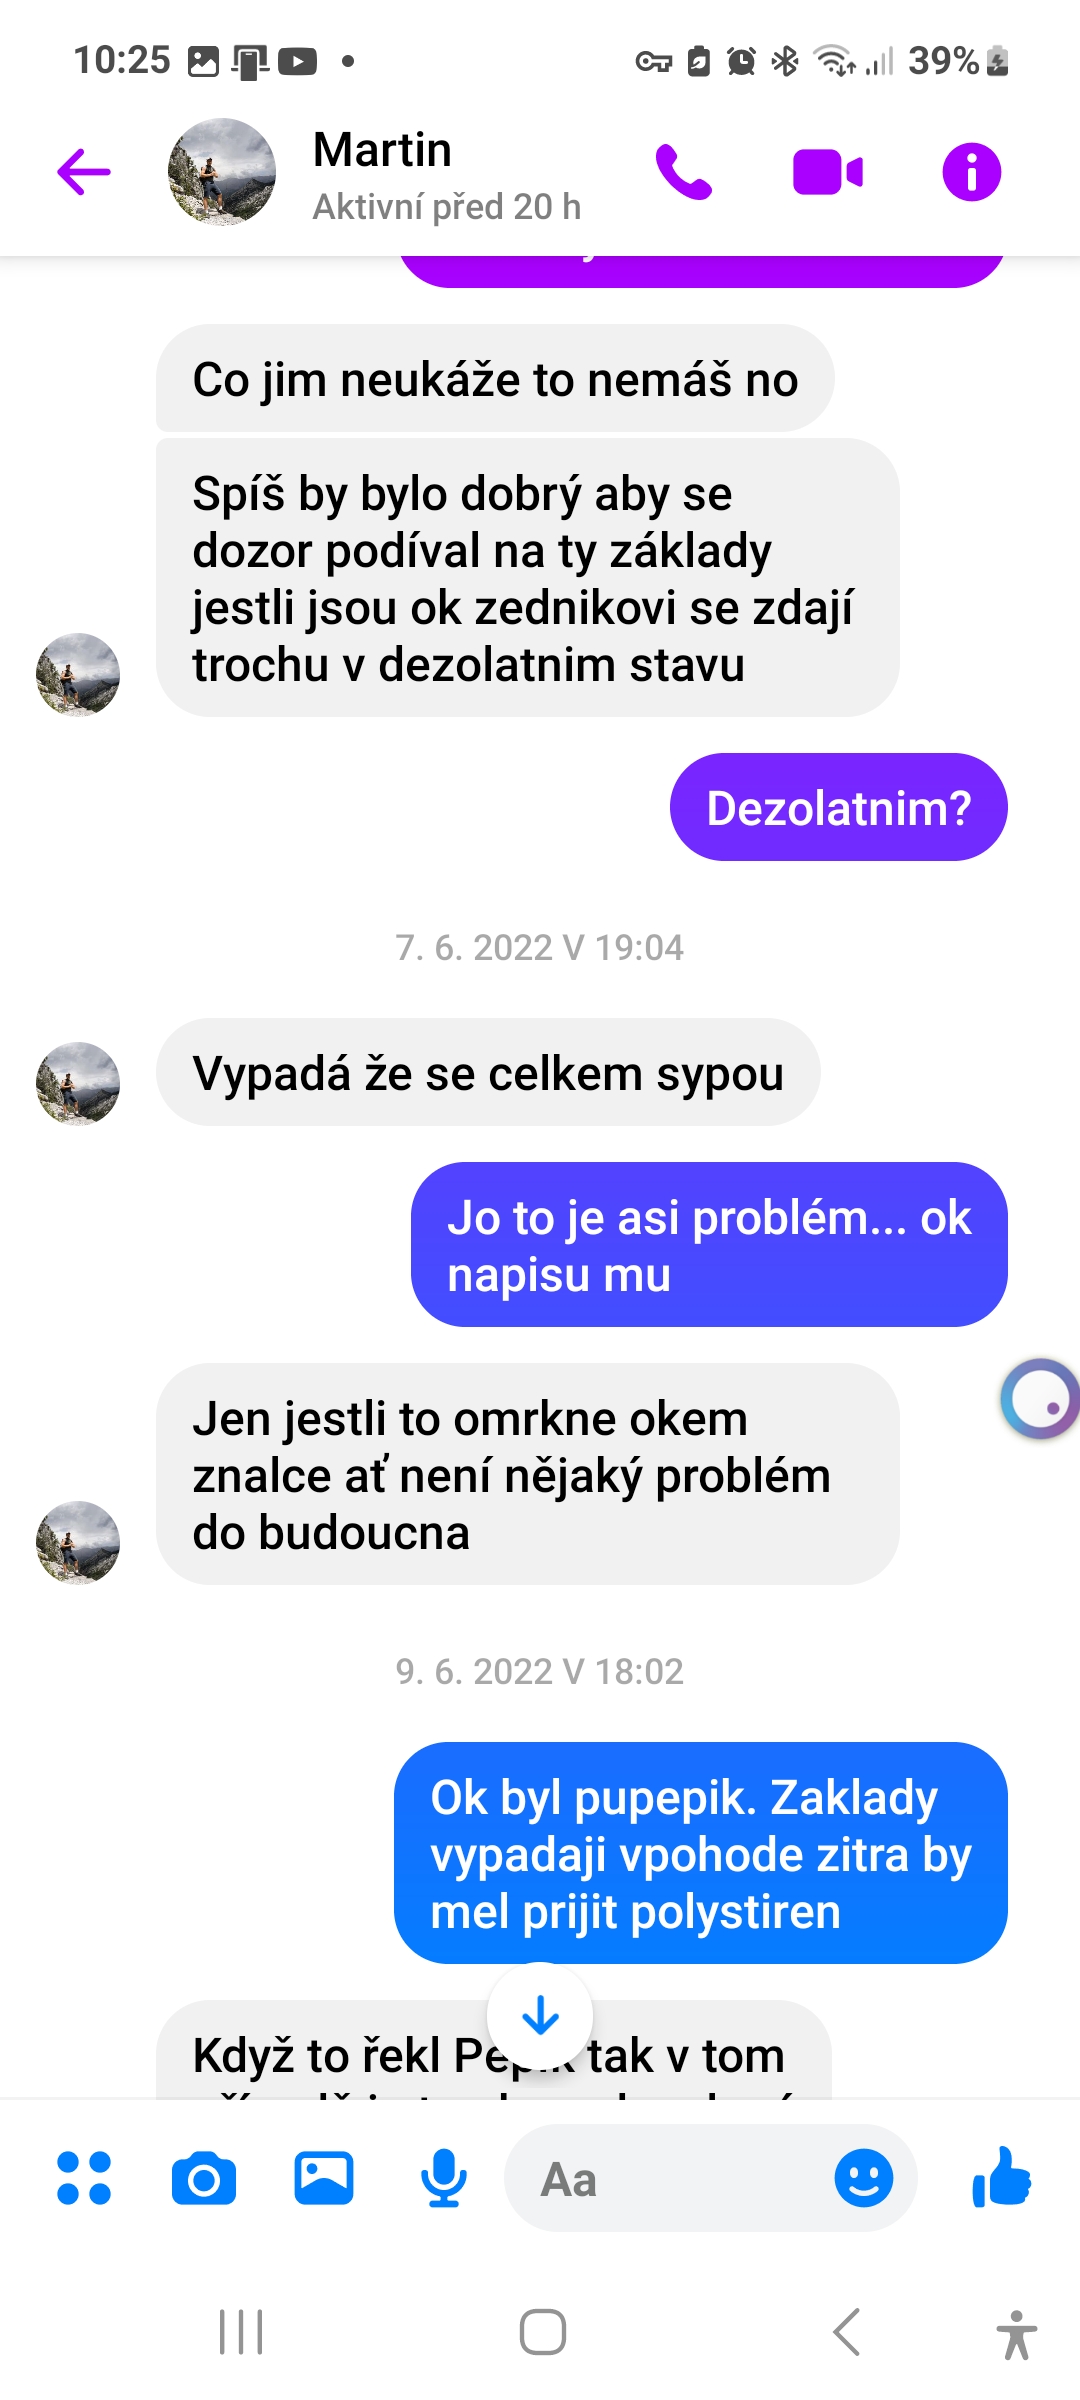 10:25
39%
Martin
Aktivní před 20 h
Co jim neukáže to nemáš no
Spíš by bylo dobrý aby se
dozor podíval na ty základy
jestli jsou ok zednikovi se zdají
trochu v dezolatnim stavu
Dezolatnim?
7. 6. 2022 V 19:04
Vypadá že se celkem sypou
Jo to je asi problém... ok
napisu mu
Jen jestli to omrkne okem
znalce ať není nějaký problém
do budoucna
9. 6. 2022 V 18:02
Ok byl pupepik. Zaklady
vypadaji vpohode zitra by
mel prijit polystiren
Když to řekl Pepik tak v tom
Aa